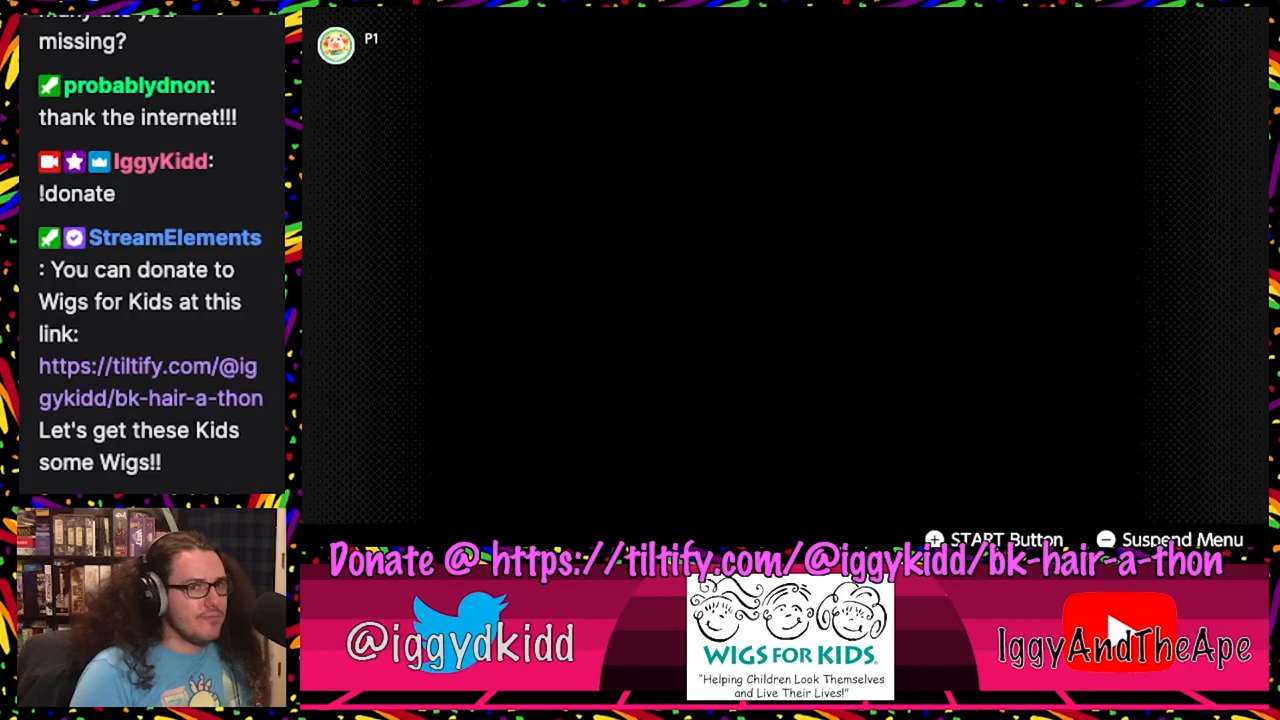 missing?
probablydnon:
thank the internet!!!
IggyKidd:
!donate
StreamElements
: You can donate to
Wigs for Kids at this
link:
https://tiltify.com/@ig
gykidd/bk-hair-a-thon
Let's get these Kids
some Wigs!!
P1
START Button
Suspend Menu
Donate @ https://tiltify.com/@iggykidd/bk-hair-a-thon
@iggydkidd
WIGS FOR KIDS.
"Helping Children Look Themselves
and Live Their Lives!"
IggyAndTheApe